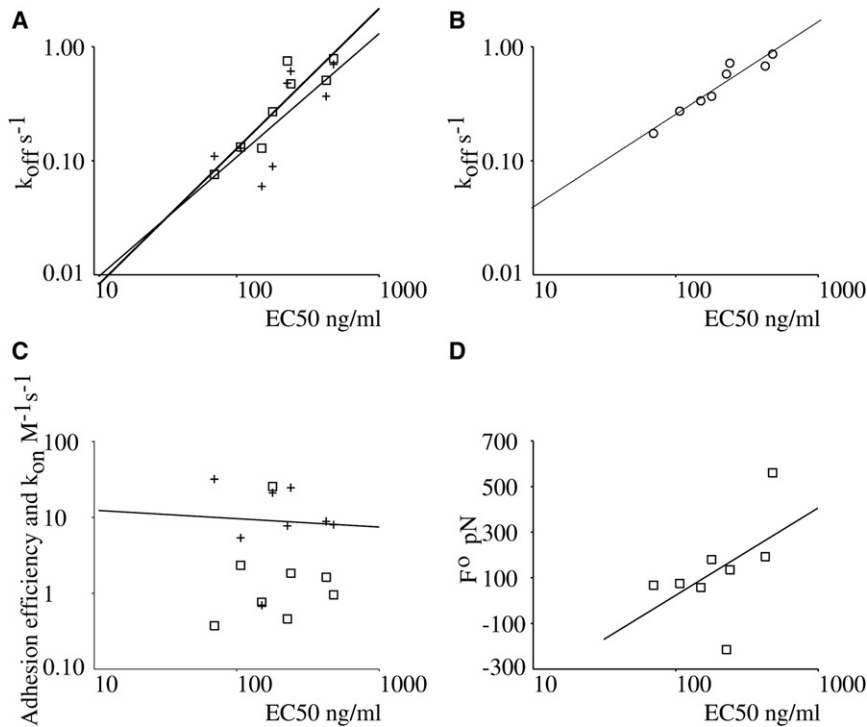 A
1.00
0.10
0.01
k_off s^-1
10 100 1000
EC50 ng/ml
B
1.00
0.10
0.01
k_off s^-1
10 100 1000
EC50 ng/ml
C
100
10
1
0.10
Adhesion efficiency and k_on M^-1s^-1
10 100 1000
EC50 ng/ml
D
700
500
300
100
-100
-300
F^o pN
10 100 1000
EC50 ng/ml